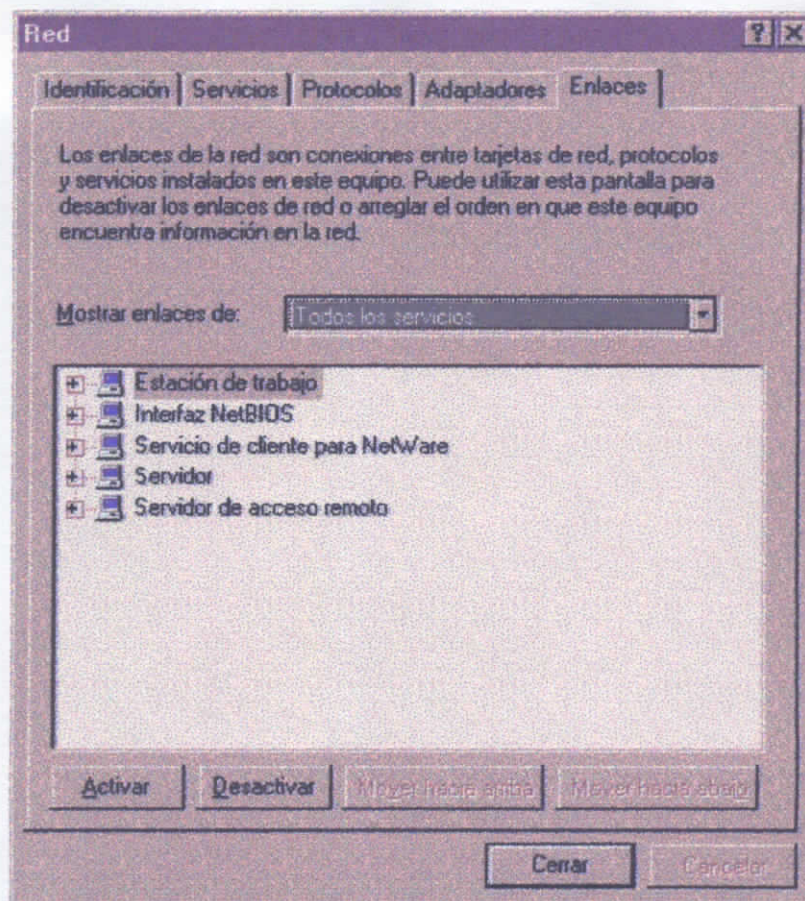 Red
Identificación Servicios Protocolos Adaptadores Enlaces
Los enlaces de la red son conexiones entre tarjetas de red, protocolos
y servicios instalados en este equipo. Puede utilizar esta pantalla para
desactivar los enlaces de red o arreglar el orden en que este equipo
encuentra información en la red.
Mostrar enlaces de: Todos los servicios
Estación de trabajo
Interfaz NetBIOS
Servicio de cliente para NetWare
Servidor
Servidor de acceso remoto
Activar Desactivar Mover hacia arriba Mover hacia abajo
Cerrar Cancelar